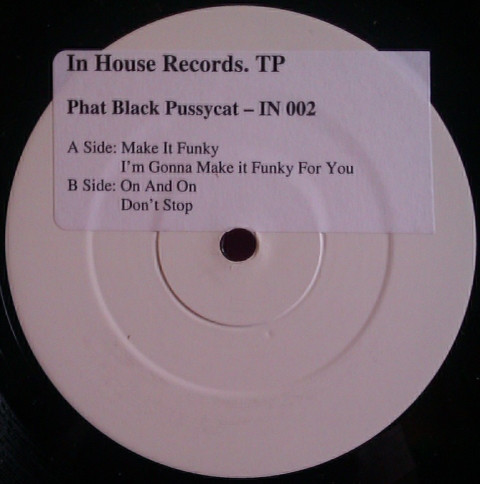 In House Records. TP
Phat Black Pussycat – IN 002
A Side: Make It Funky
I'm Gonna Make it Funky For You
B Side: On And On
Don't Stop